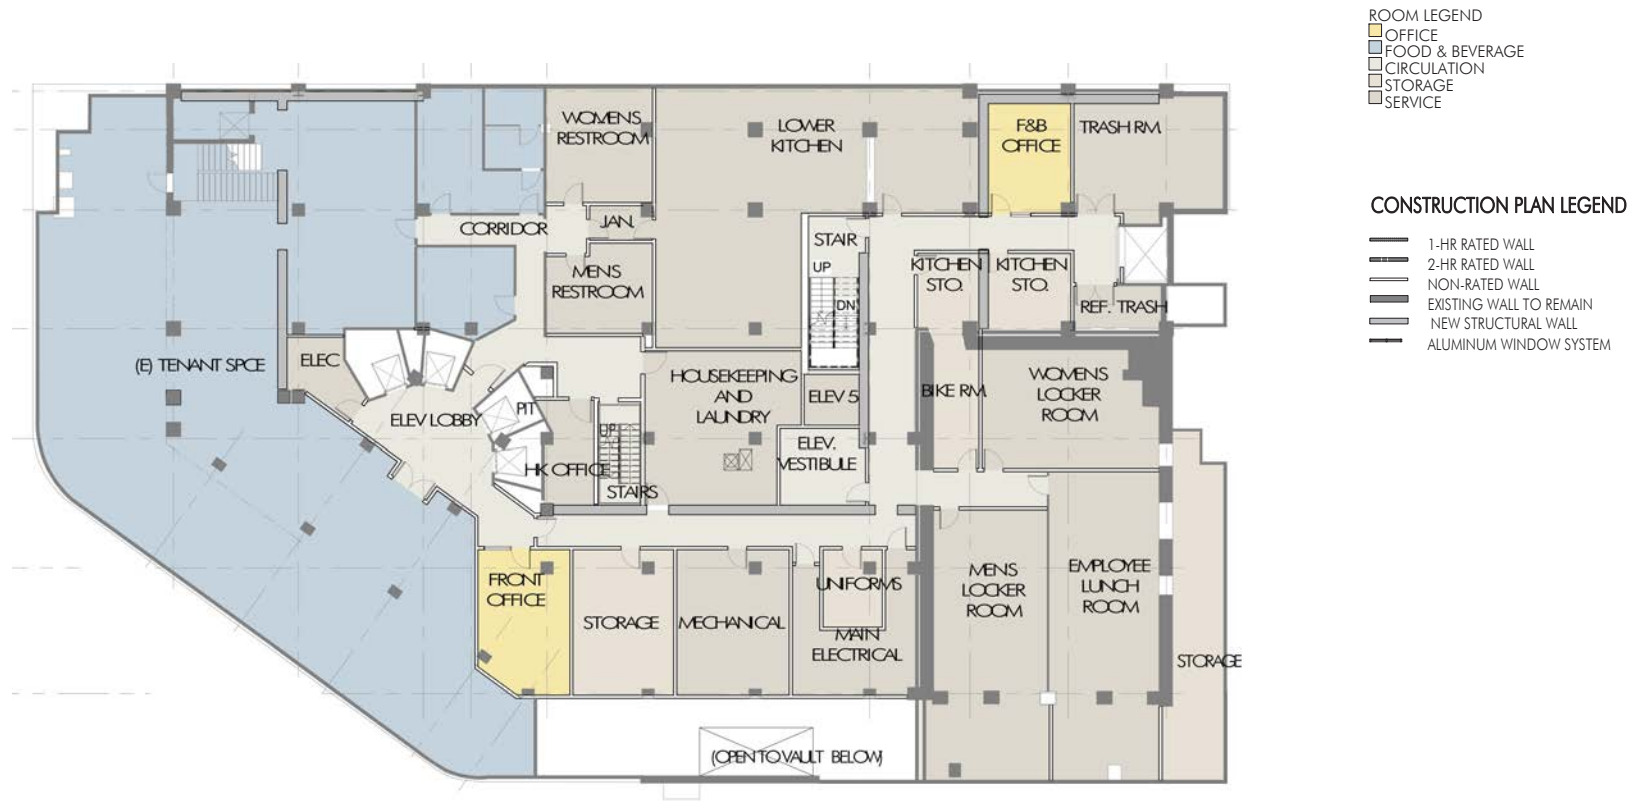 ROOM LEGEND
OFFICE
FOOD & BEVERAGE
CIRCULATION
STORAGE
SERVICE
CONSTRUCTION PLAN LEGEND
1-HR RATED WALL
2-HR RATED WALL
NON-RATED WALL
EXISTING WALL TO REMAIN
NEW STRUCTURAL WALL
ALUMINUM WINDOW SYSTEM
WOMENS
RESTROOM
LOWER
KITCHEN
F&B
OFFICE
TRASH RM.
JAN.
CORRIDOR
STAIR
UP
DN
MENS
RESTROOM
KITCHEN
STO.
KITCHEN
STO.
REF. TRASH
(E) TENANT SPCE
ELEC
ELEV LOBBY
PIT
HOUSEKEEPING
AND
LAUNDRY
ELEV 5
BIKE RM.
WOMENS
LOCKER
ROOM
UP
HK OFFICE
STAIRS
ELEV.
VESTIBULE
FRONT
OFFICE
STORAGE
MECHANICAL
UNIFORMS
MAIN
ELECTRICAL
MENS
LOCKER
ROOM
EMPLOYEE
LUNCH
ROOM
STORAGE
(OPEN TO VAULT BELOW)